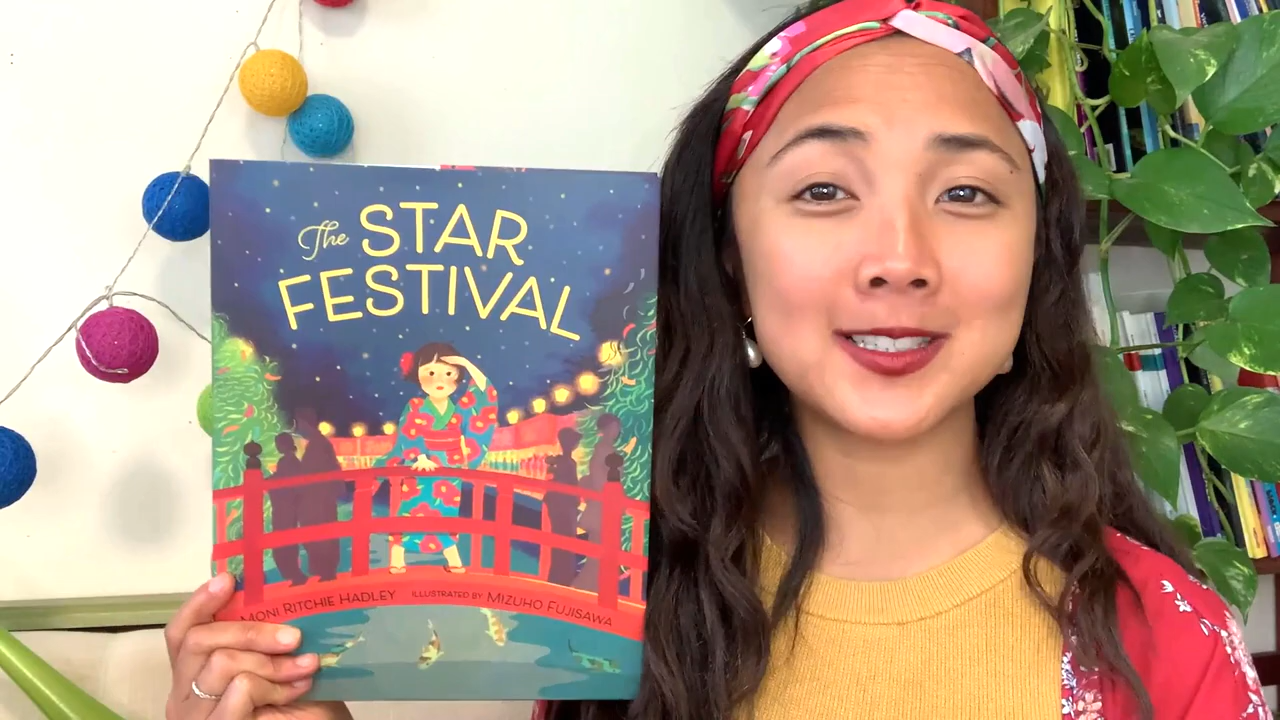 The STAR
FESTIVAL
MONI RITCHIE HADLEY ILLUSTRATED BY MIZUHO FUJISAWA